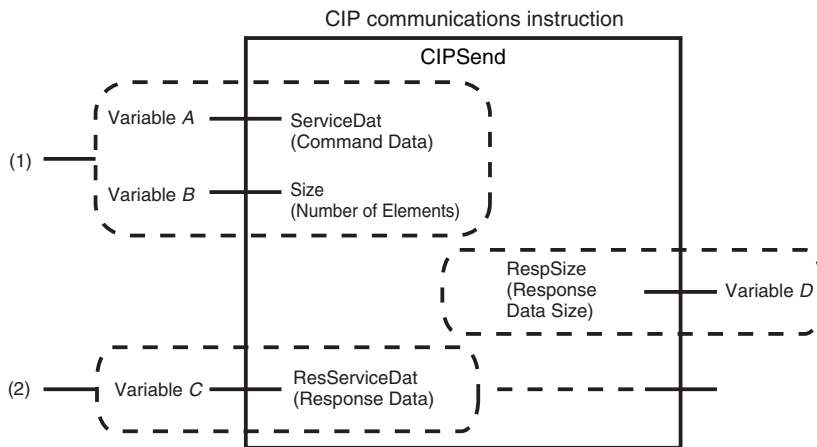 CIP communications instruction
CIPSend
Variable A
ServiceDat
(Command Data)
(1)
Variable B
Size
(Number of Elements)
RespSize
(Response
Data Size)
Variable D
(2)
Variable C
ResServiceDat
(Response Data)